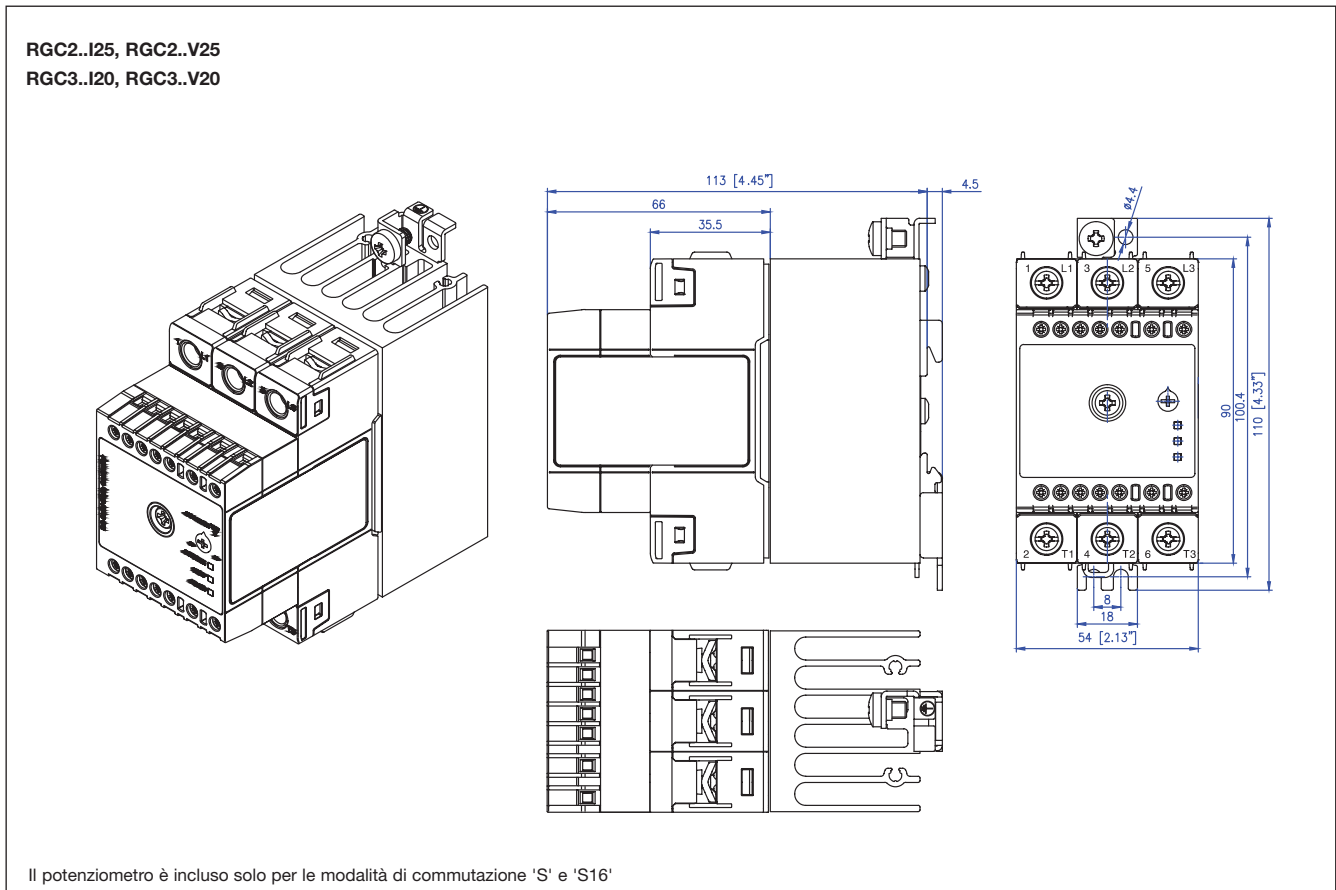 RGC2..I25, RGC2..V25
RGC3..I20, RGC3..V20
113 [4.45"]
4.5
66
35.5
ø4.4
1 L1 3 L2 5 L3
90
100.4
110 [4.33"]
2 T1 4 T2 6 T3
8
18
54 [2.13"]
Il potenziometro è incluso solo per le modalità di commutazione 'S' e 'S16'